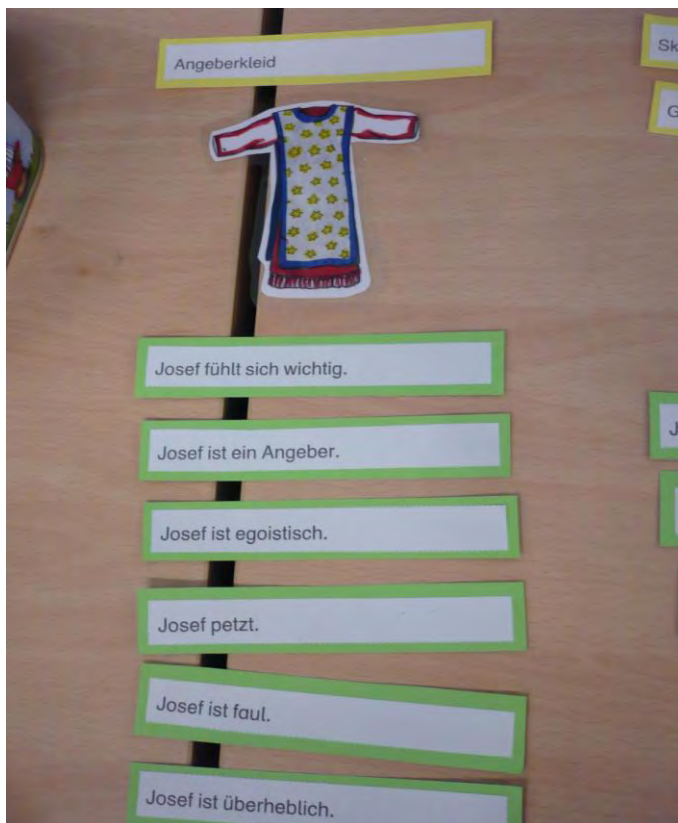 Angeberkleid
Sk
G
Josef fühlt sich wichtig.
Josef ist ein Angeber.
J
Josef ist egoistisch.
Josef petzt.
Josef ist faul.
Josef ist überheblich.